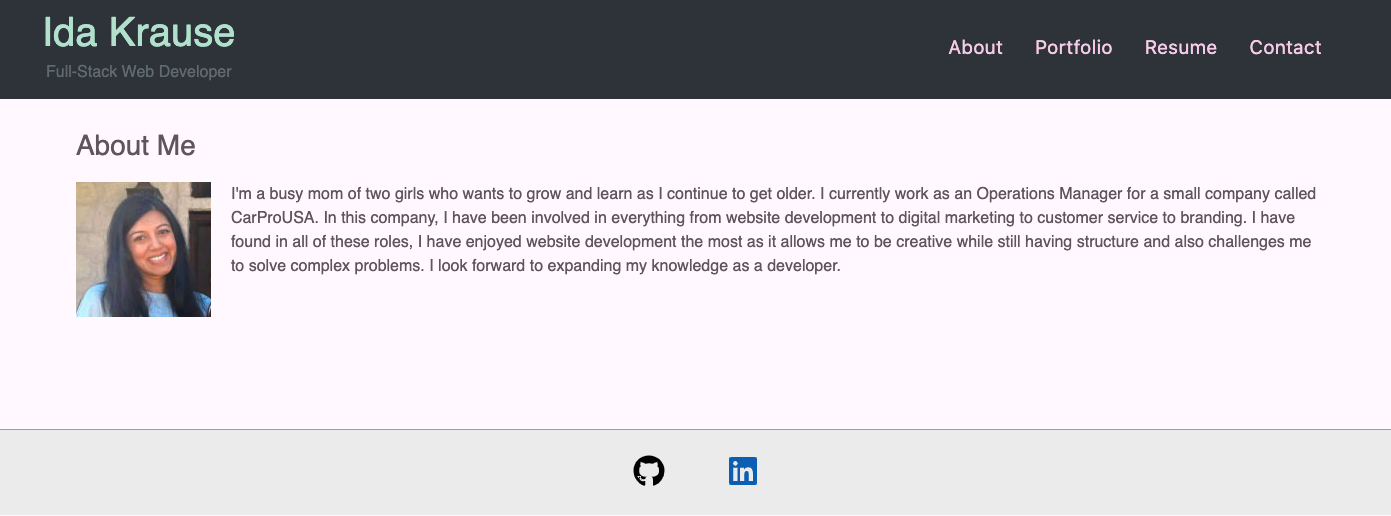 Ida Krause
Full-Stack Web Developer
About Portfolio Resume Contact
About Me
I'm a busy mom of two girls who wants to grow and learn as I continue to get older. I currently work as an Operations Manager for a small company called
CarProUSA. In this company, I have been involved in everything from website development to digital marketing to customer service to branding. I have
found in all of these roles, I have enjoyed website development the most as it allows me to be creative while still having structure and also challenges me
to solve complex problems. I look forward to expanding my knowledge as a developer.
in